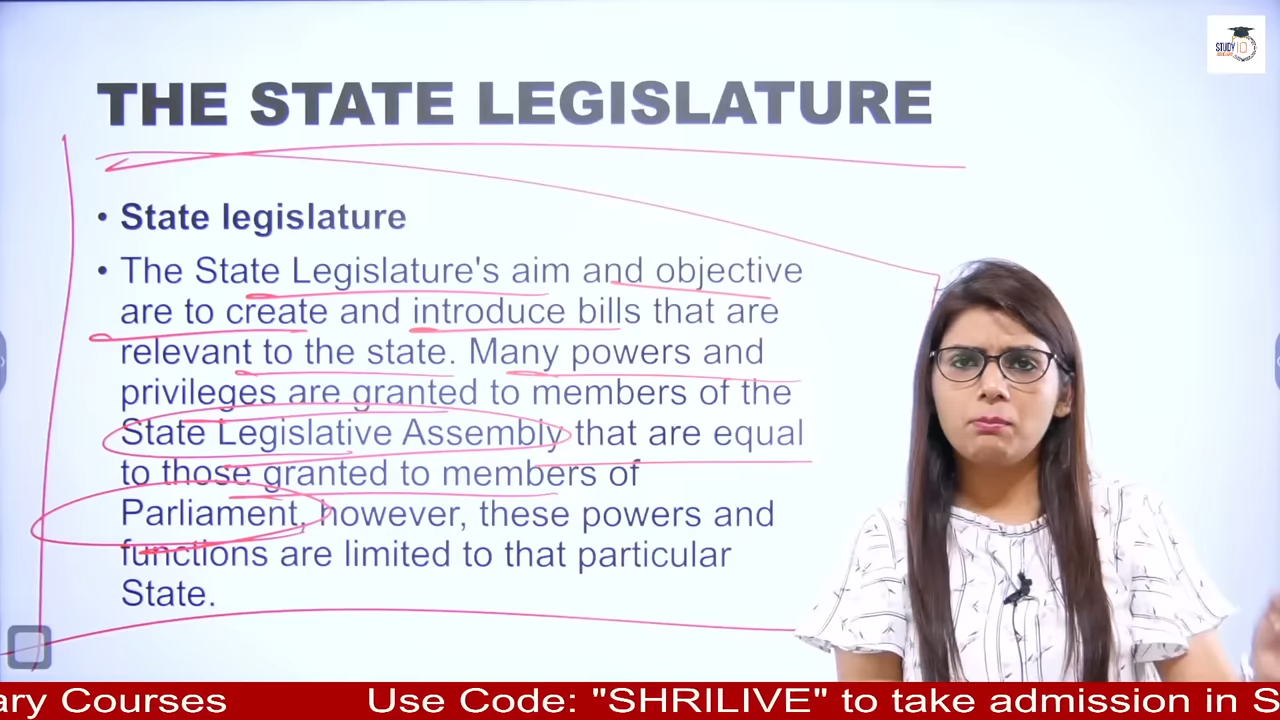 STUDY IQ
THE STATE LEGISLATURE
• State legislature
• The State Legislature's aim and objective
are to create and introduce bills that are
relevant to the state. Many powers and
privileges are granted to members of the
State Legislative Assembly that are equal
to those granted to members of
Parliament, however, these powers and
functions are limited to that particular
State.
ary Courses Use Code: "SHRILIVE" to take admission in S